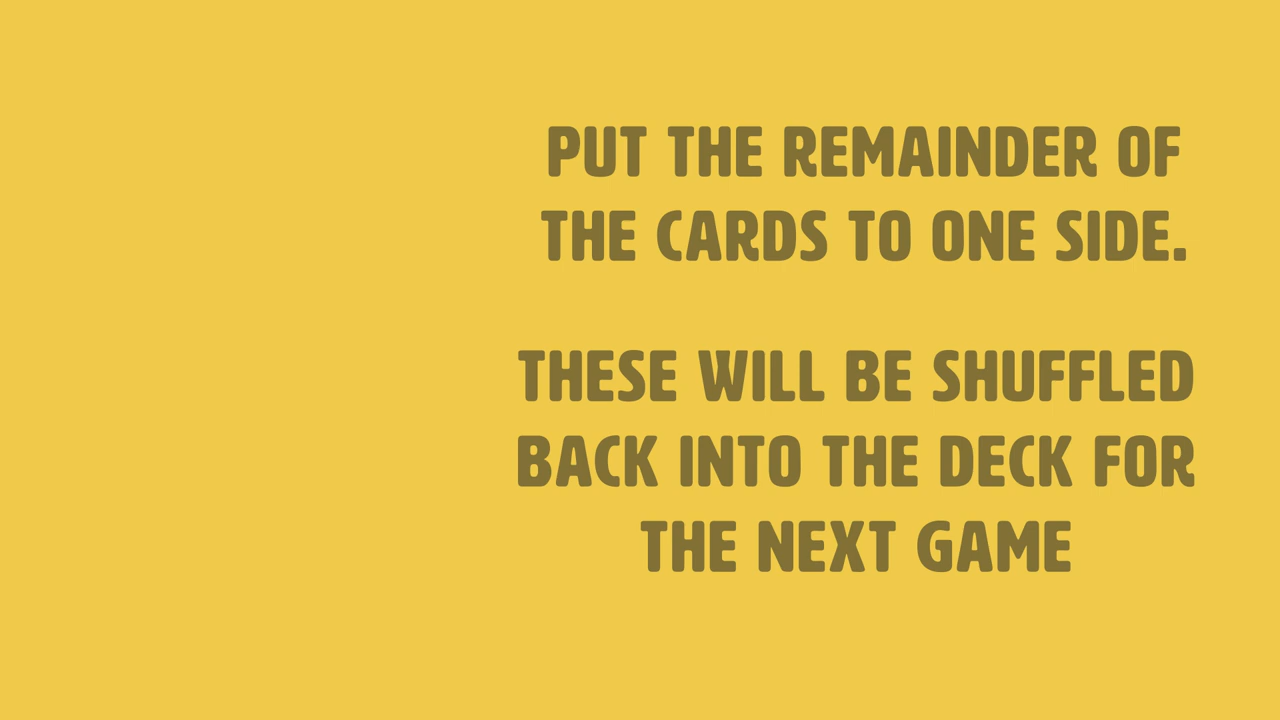 PUT THE REMAINDER OF
THE CARDS TO ONE SIDE.
THESE WILL BE SHUFFLED
BACK INTO THE DECK FOR
THE NEXT GAME